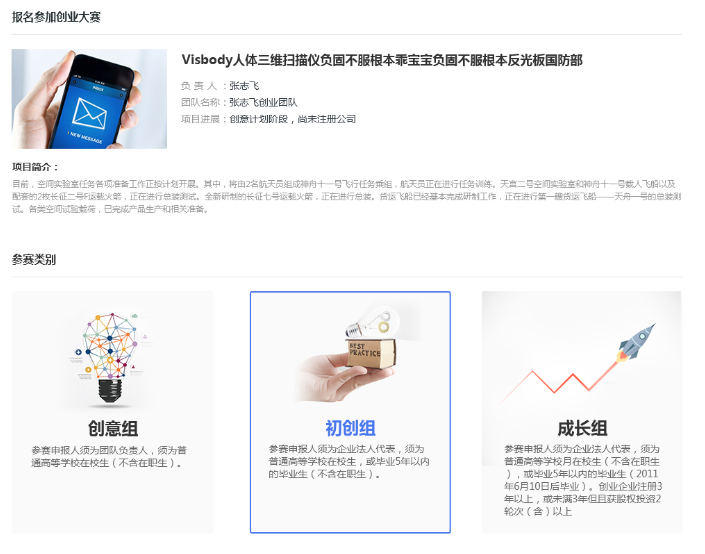 报名参加创业大赛
Visbody人体三维扫描仪负固不服根本乖宝宝负固不服根本反光板国防部
负 责 人 ：张志飞
团队名称：张志飞创业团队
项目进展：创意计划阶段，尚未注册公司
1 NEW MESSAGE
项目简介：
目前，空间实验室任务各项准备工作正按计划开展。其中，将由2名航天员组成神舟十一号飞行任务乘组，航天员正在进行任务训练。天宫二号空间实验室和神舟十一号载人飞船以及
配套的2枚长征二号F运载火箭，正在进行总装测试。全新研制的长征七号运载火箭，正在进行总装。货运飞船已经基本完成研制工作，正在进行第一艘货运飞船——天舟一号的总装测
试。各类空间试验载荷，已完成产品生产和相关准备。
参赛类别
BEST
PRACTICE
创意组
参赛申报人须为团队负责人，须为普
通高等学校在校生（不含在职生）。
初创组
参赛申报人须为企业法人代表，须为
普通高等学校在校生，或毕业5年以内
的毕业生（不含在职生）。
成长组
参赛申报人须为企业法人代表，须为
普通高等学校月在校生（不含在职生
），或毕业5年以内的毕业生（2011
年6月10日后毕业）。创业企业注册3
年以上，或未满3年但且获股权投资2
轮次（含）以上